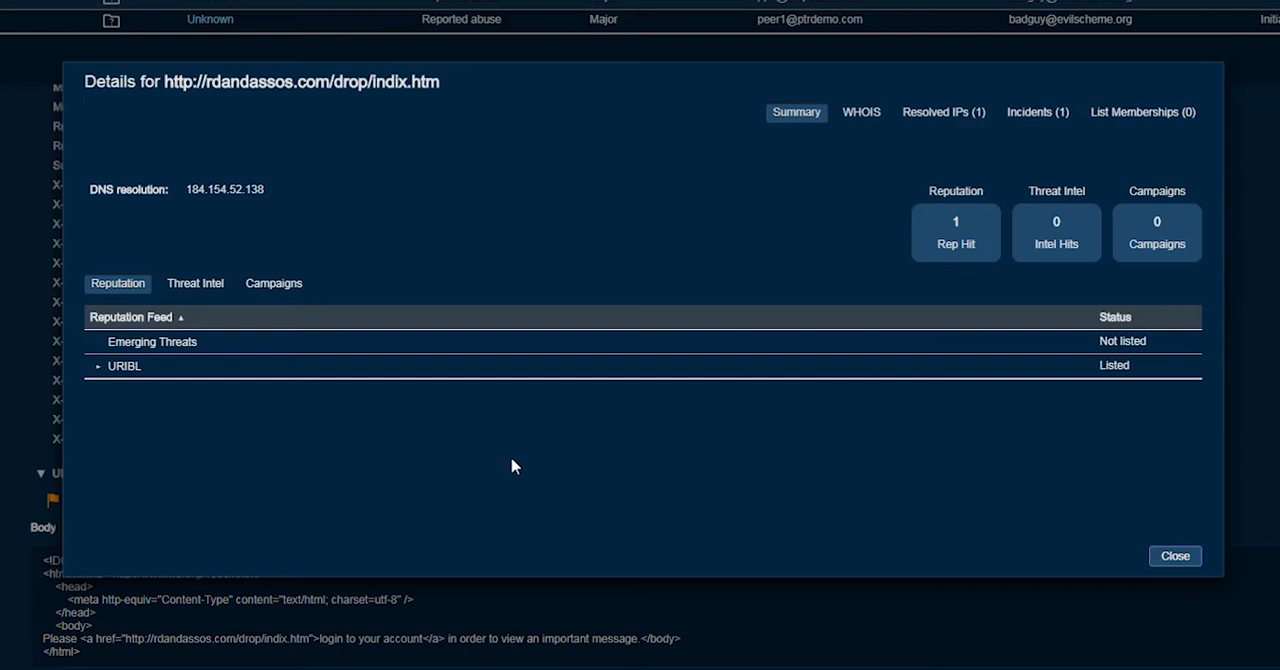 Unknown Reported abuse Major peer1@ptrdemo.com badguy@evilscheme.org
Details for http://rdandassos.com/drop/indix.htm
Summary WHOIS Resolved IPs (1) Incidents (1) List Memberships (0)
DNS resolution: 184.154.52.138
Reputation Threat Intel Campaigns
1 0 0
Rep Hit Intel Hits Campaigns
Reputation Threat Intel Campaigns
Reputation Feed ▲ Status
Emerging Threats Not listed
URIBL Listed
Body
Close
<head>
<meta http-equiv="Content-Type" content="text/html; charset=utf-8" />
</head>
<body>
Please <a href="http://rdandassos.com/drop/indix.htm">login to your account</a> in order to view an important message.</body>
</html>